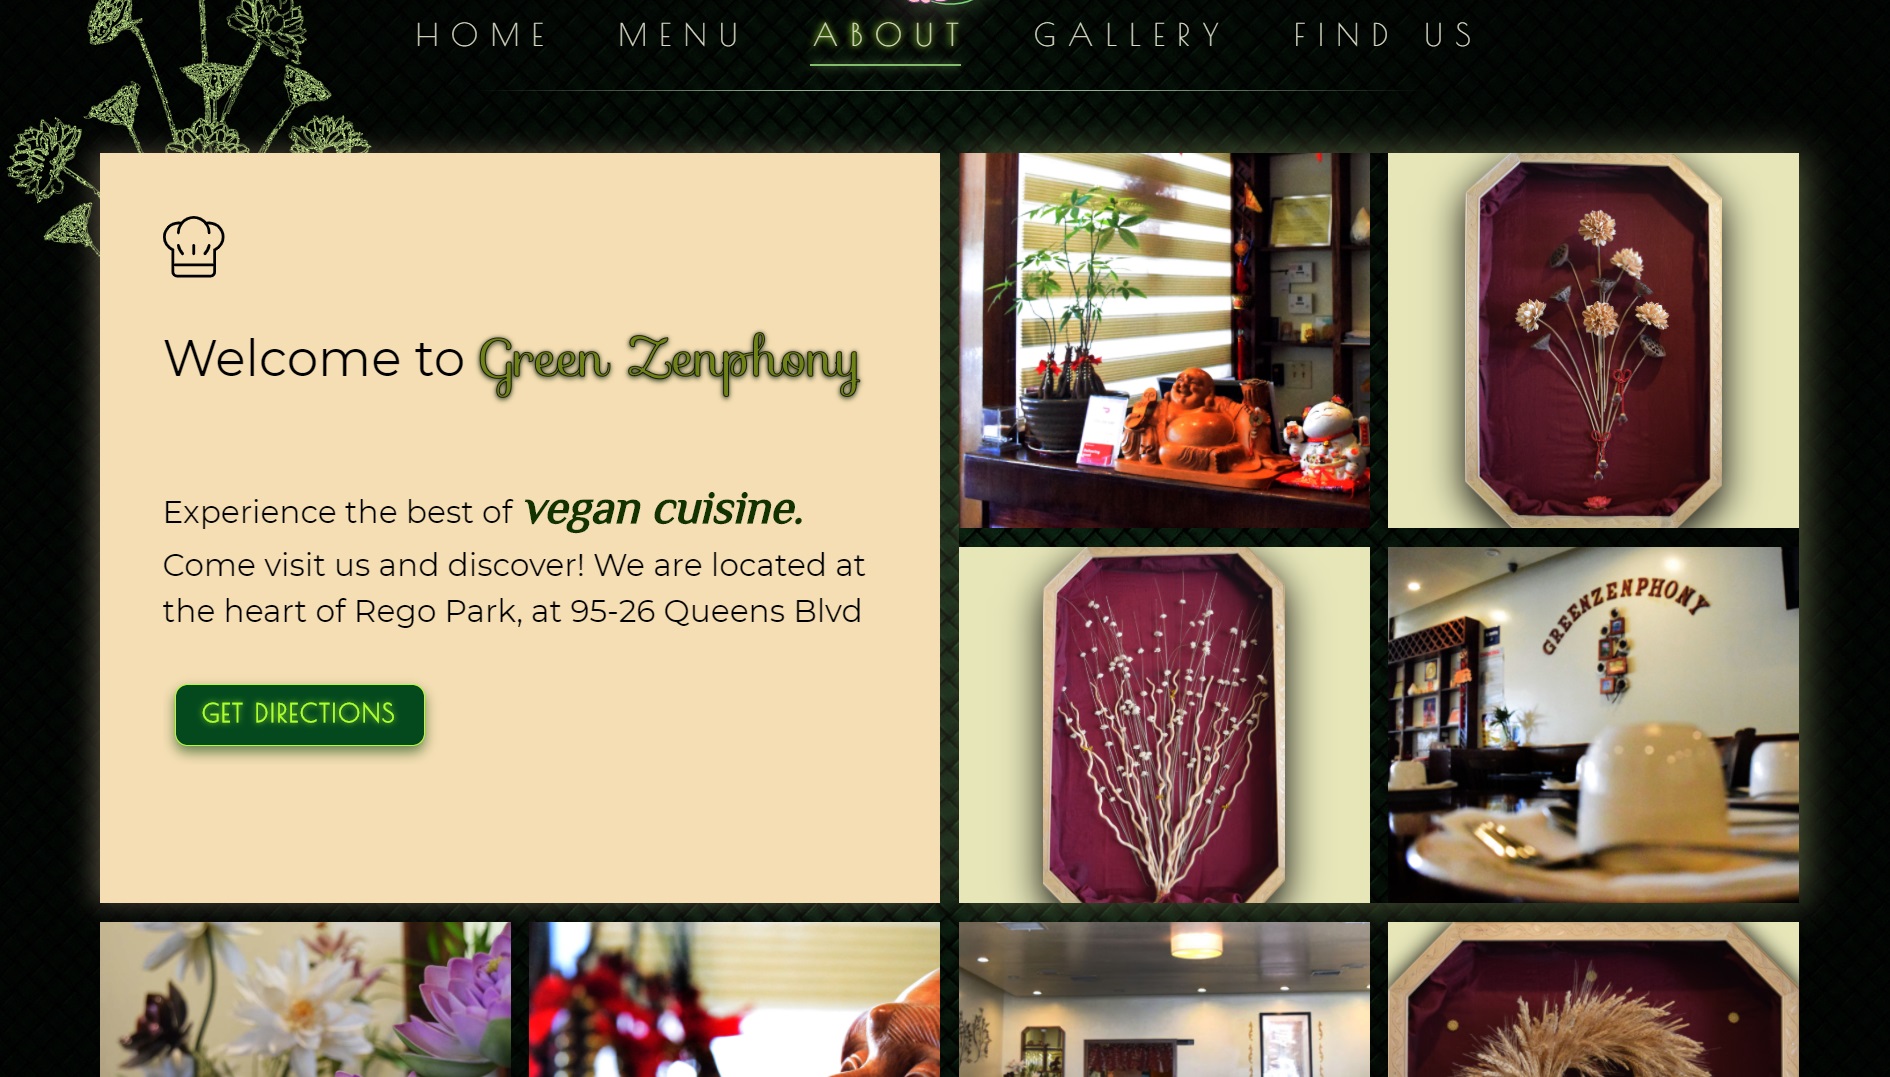 HOME MENU ABOUT GALLERY FIND US
Welcome to Green Zenphony
Experience the best of vegan cuisine.
Come visit us and discover! We are located at
the heart of Rego Park, at 95-26 Queens Blvd
GET DIRECTIONS
GREENZENPHONY